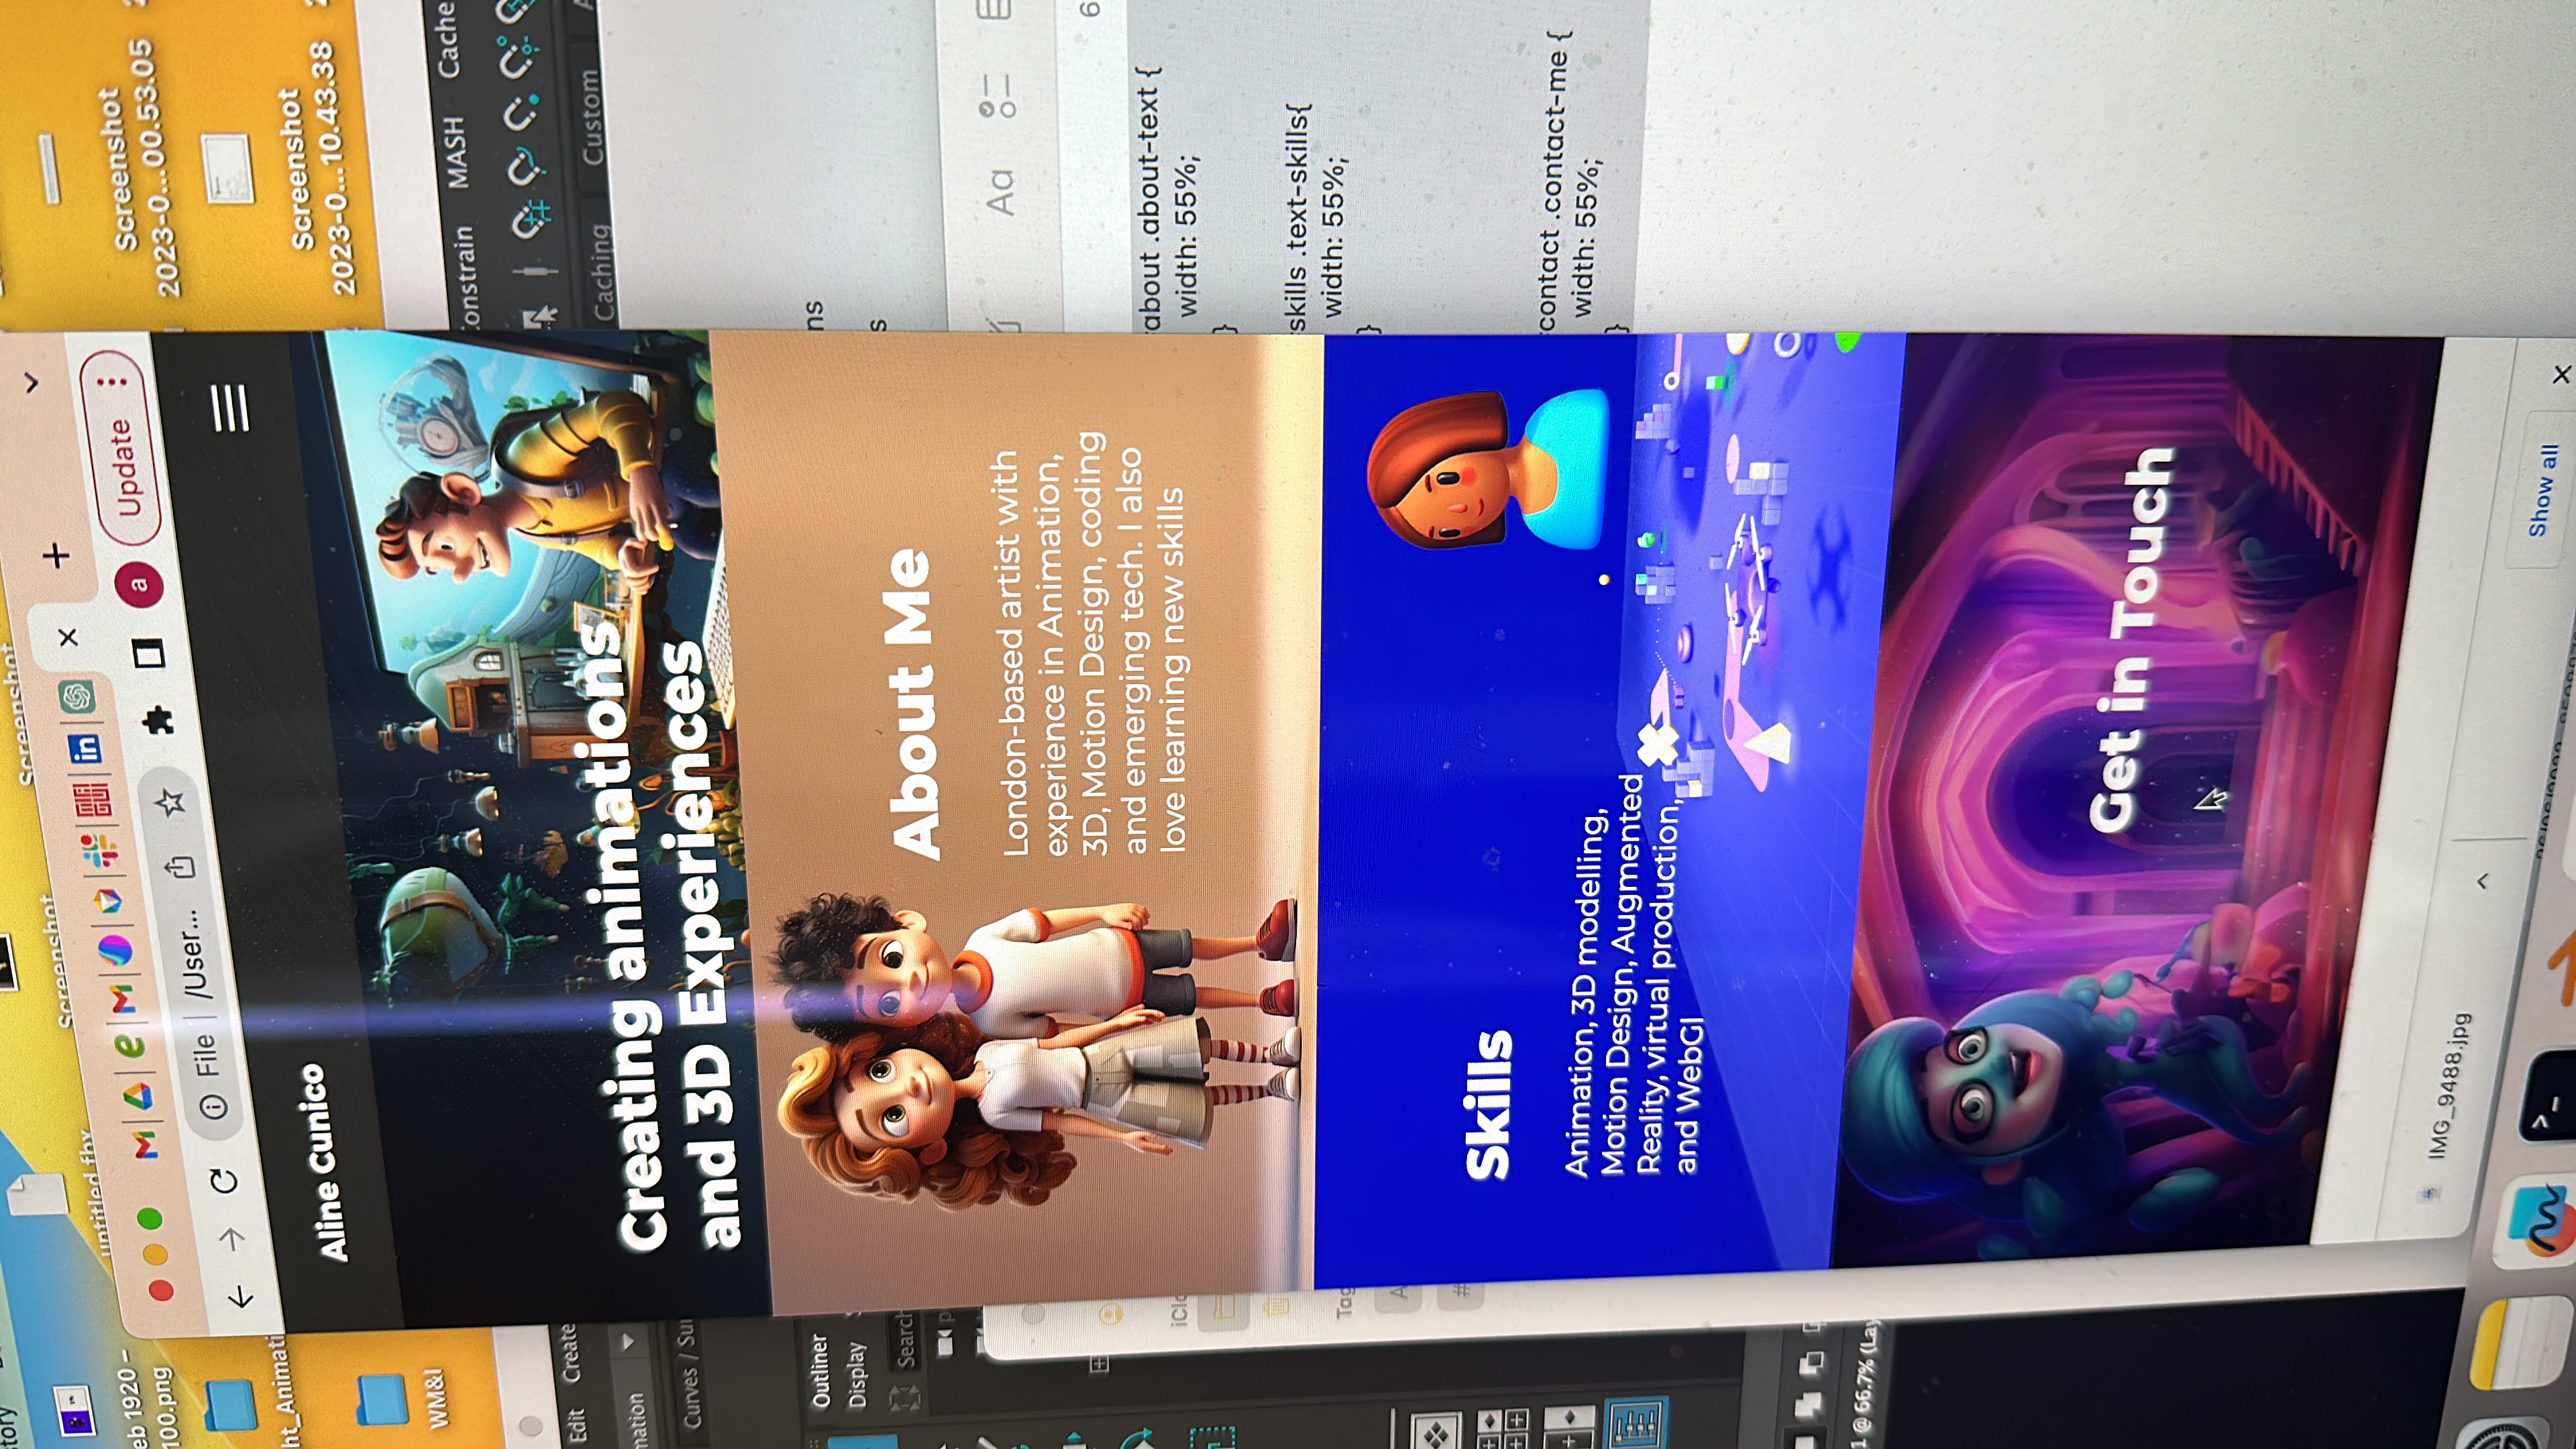 Screenshot
Screenshot
untitled.fbx
eb 1920 –
100.png
ht_Animati
WM&I
Screenshot
2023-0...00.53.05
Screenshot
2023-0...10.43.38
File
/User...
a
Update
Aline Cunico
Creating animations
and 3D Experiences
About Me
London-based artist with
experience in Animation,
3D, Motion Design, coding
and emerging tech. I also
love learning new skills
Skills
Animation, 3D modelling,
Motion Design, Augmented
Reality, virtual production,
and WebGl
Get in Touch
IMG_9488.jpg
Show all
Edit Create
mation
Curves / Sur
Outliner
Display
Search
iClo
Tag
1 @ 66.7% (Lay
Constrain MASH Cache
Caching Custom
ns
s
Aa
6
about .about-text {
width: 55%;
}
skills .text-skills{
width: 55%;
}
contact .contact-me {
width: 55%;
}